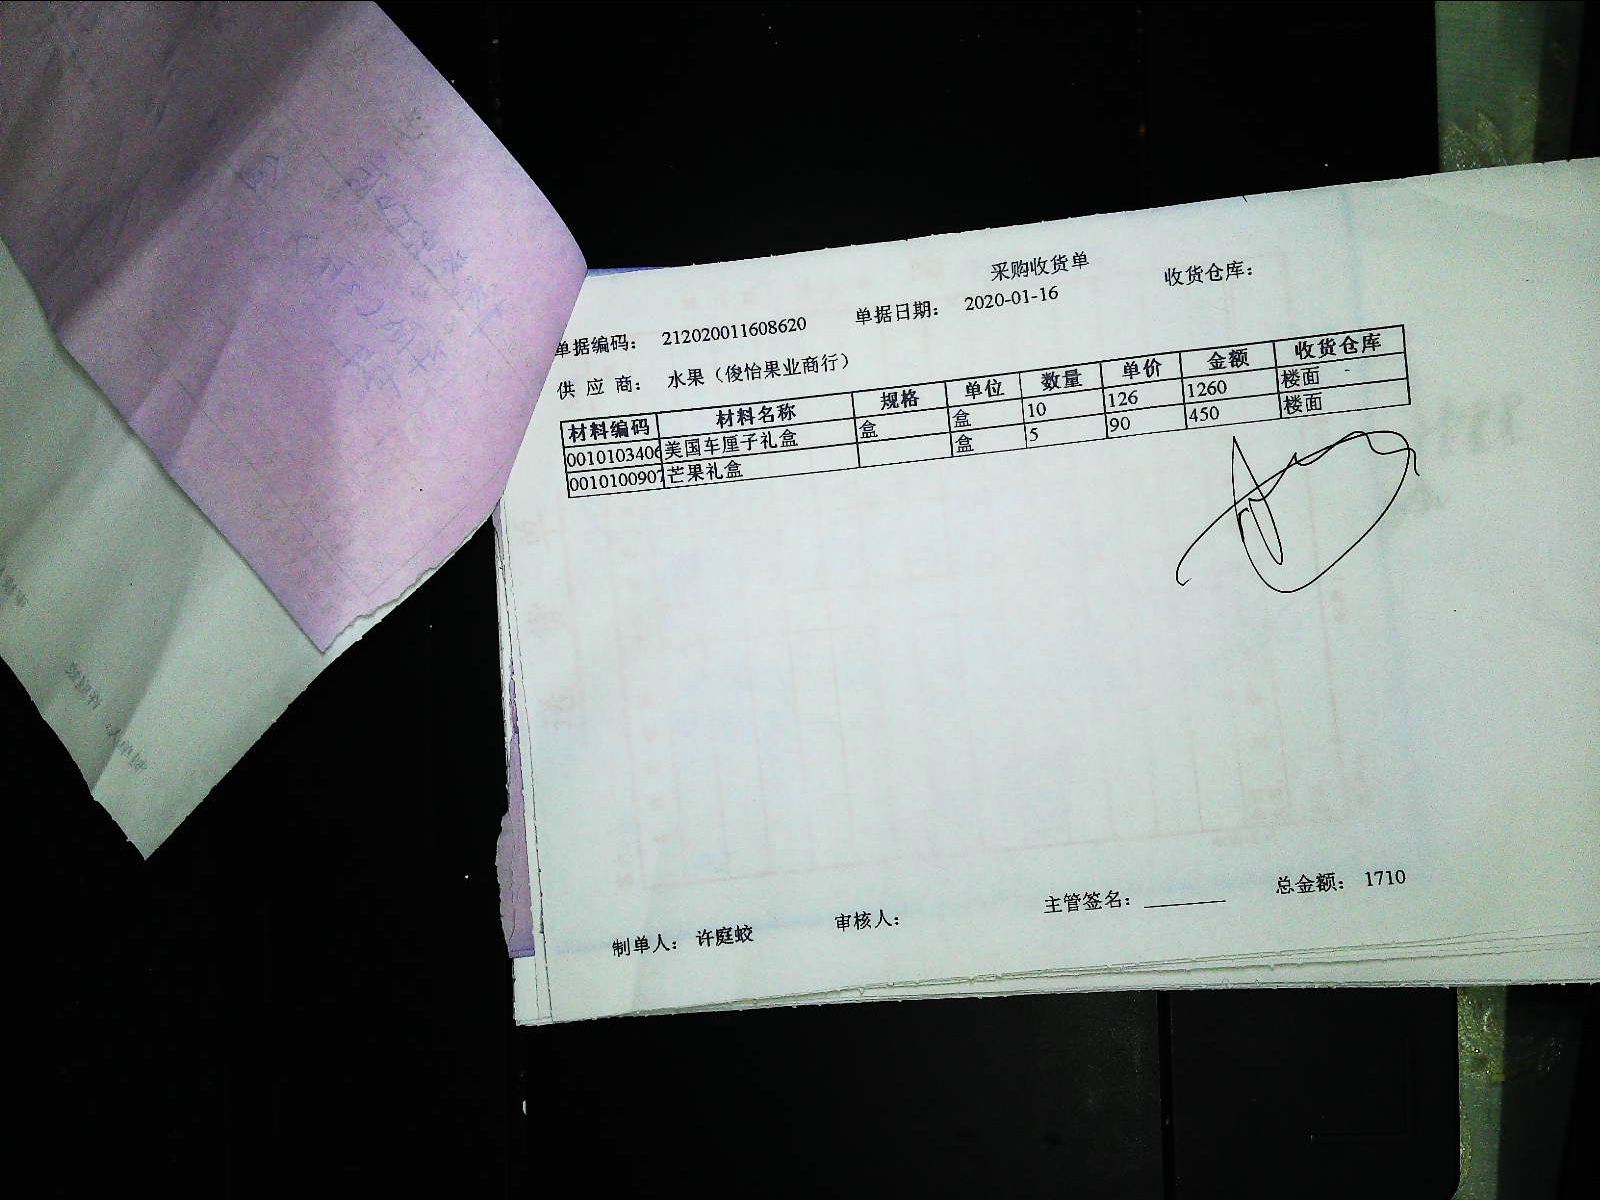 采购收货单
单据编码： 212020011608620 单据日期： 2020-01-16 收货仓库：
供 应 商： 水果（俊怡果业商行）
材料编码 材料名称 规格 单位 数量 单价 金额 收货仓库
0010103406 美国车厘子礼盒 盒 盒 10 126 1260 楼面
0010100907 芒果礼盒 盒 5 90 450 楼面
制单人： 许庭蛟 审核人： 主管签名：________ 总金额： 1710